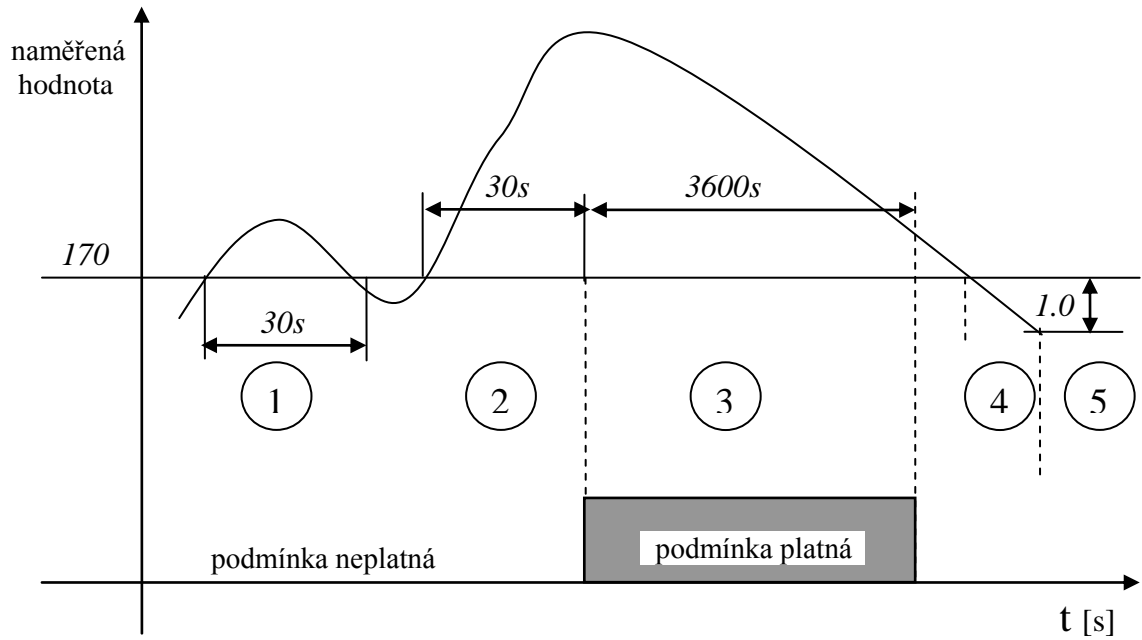 naměřená
hodnota
30s
3600s
170
30s
1.0
1
2
3
4
5
podmínka neplatná
podmínka platná
t [s]